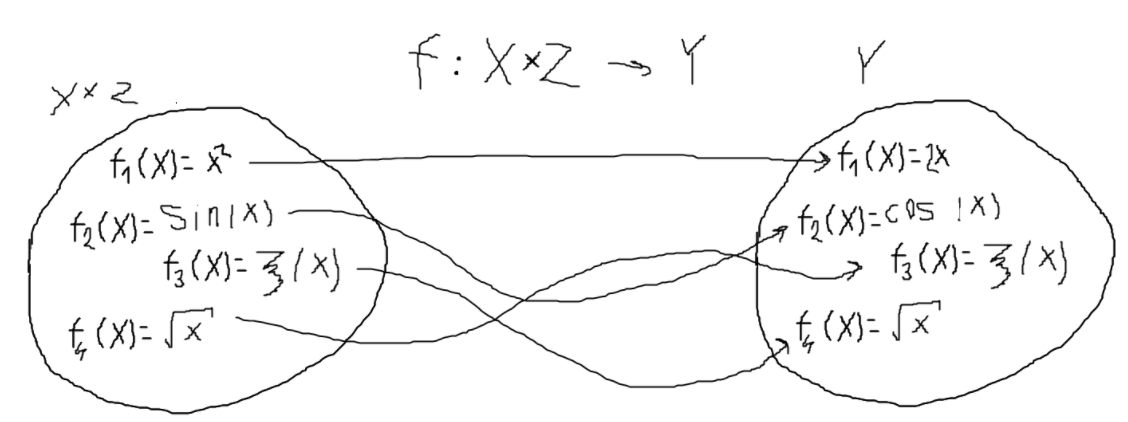 f: X×Z → Y
Y
X×Z
f₁(X)=X²
f₂(X)=Sin(X)
f₃(X)=ξ(X)
f₄(X)=√X
f₁(X)=2X
f₂(X)=cos(X)
f₃(X)=ξ(X)
f₄(X)=√X